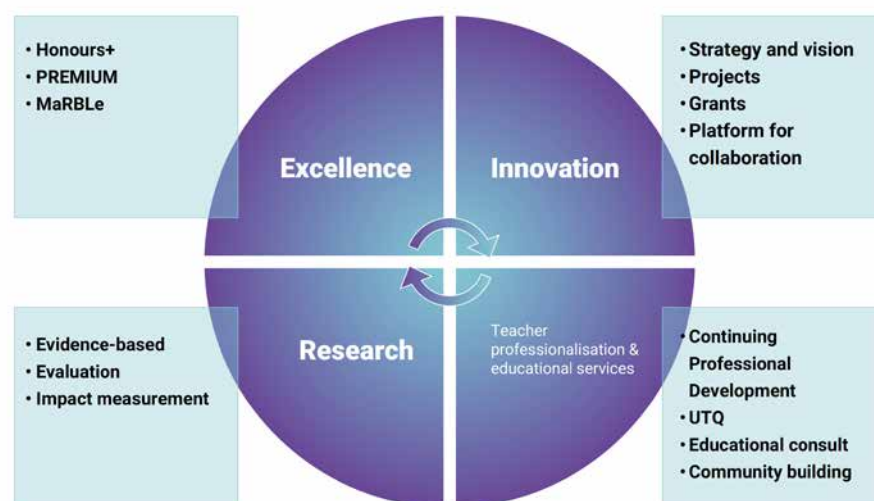 • Honours+
• PREMIUM
• MaRBLe
Excellence
Innovation
• Strategy and vision
• Projects
• Grants
• Platform for
collaboration
• Evidence-based
• Evaluation
• Impact measurement
Research
Teacher
professionalisation &
educational services
• Continuing
Professional
Development
• UTQ
• Educational consult
• Community building